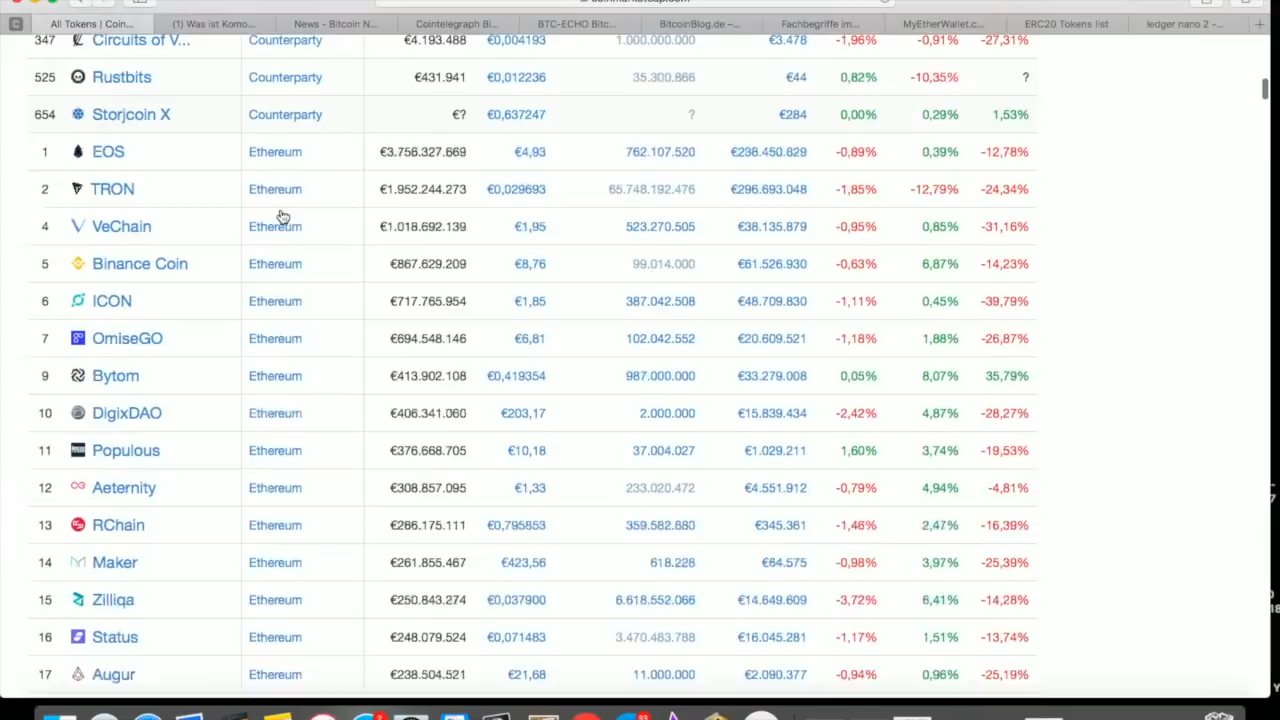 All Tokens | Coin... (1) Was ist Komo... News - Bitcoin N... Cointelegraph Bi... BTC-ECHO Bitc... BitcoinBlog.de –... Fachbegriffe im... MyEtherWallet.c... ERC20 Tokens list ledger nano 2 -...
347 Circuits of V... Counterparty €4.193.488 €0,004193 1.000.000.000 €3.478 -1,96% -0,91% -27,31%
525 Rustbits Counterparty €431.941 €0,012236 35.300.866 €44 0,82% -10,35% ?
654 Storjcoin X Counterparty €? €0,637247 ? €284 0,00% 0,29% 1,53%
1 EOS Ethereum €3.756.327.669 €4,93 762.107.520 €238.450.829 -0,89% 0,39% -12,78%
2 TRON Ethereum €1.952.244.273 €0,029693 65.748.192.476 €296.693.048 -1,85% -12,79% -24,34%
4 VeChain Ethereum €1.018.692.139 €1,95 523.270.505 €38.135.879 -0,95% 0,85% -31,16%
5 Binance Coin Ethereum €867.629.209 €8,76 99.014.000 €61.526.930 -0,63% 6,87% -14,23%
6 ICON Ethereum €717.765.954 €1,85 387.042.508 €48.709.830 -1,11% 0,45% -39,79%
7 OmiseGO Ethereum €694.548.146 €6,81 102.042.552 €20.609.521 -1,18% 1,88% -26,87%
9 Bytom Ethereum €413.902.108 €0,419354 987.000.000 €33.279.008 0,05% 8,07% 35,79%
10 DigixDAO Ethereum €406.341.060 €203,17 2.000.000 €15.839.434 -2,42% 4,87% -28,27%
11 Populous Ethereum €376.668.705 €10,18 37.004.027 €1.029.211 1,60% 3,74% -19,53%
12 Aeternity Ethereum €308.857.095 €1,33 233.020.472 €4.551.912 -0,79% 4,94% -4,81%
13 RChain Ethereum €286.175.111 €0,795853 359.582.880 €345.361 -1,46% 2,47% -16,39%
14 Maker Ethereum €261.855.467 €423,56 618.226 €64.575 -0,98% 3,97% -25,39%
15 Zilliqa Ethereum €250.843.274 €0,037900 6.618.552.066 €14.649.609 -3,72% 6,41% -14,28%
16 Status Ethereum €248.079.524 €0,071483 3.470.483.788 €16.045.281 -1,17% 1,51% -13,74%
17 Augur Ethereum €238.504.521 €21,68 11.000.000 €2.090.377 -0,94% 0,96% -25,19%